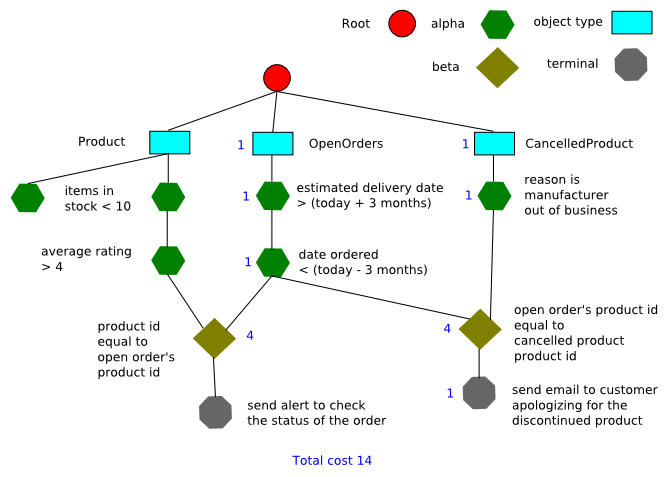 Root
alpha
object type
beta
terminal
Product
1
OpenOrders
1
CancelledProduct
items in
stock < 10
1
estimated delivery date
> (today + 3 months)
1
reason is
manufacturer
out of business
average rating
> 4
1
date ordered
< (today - 3 months)
product id
equal to
open order's
product id
4
4
open order's product id
equal to
cancelled product
product id
send alert to check
the status of the order
1
send email to customer
apologizing for the
discontinued product
Total cost 14